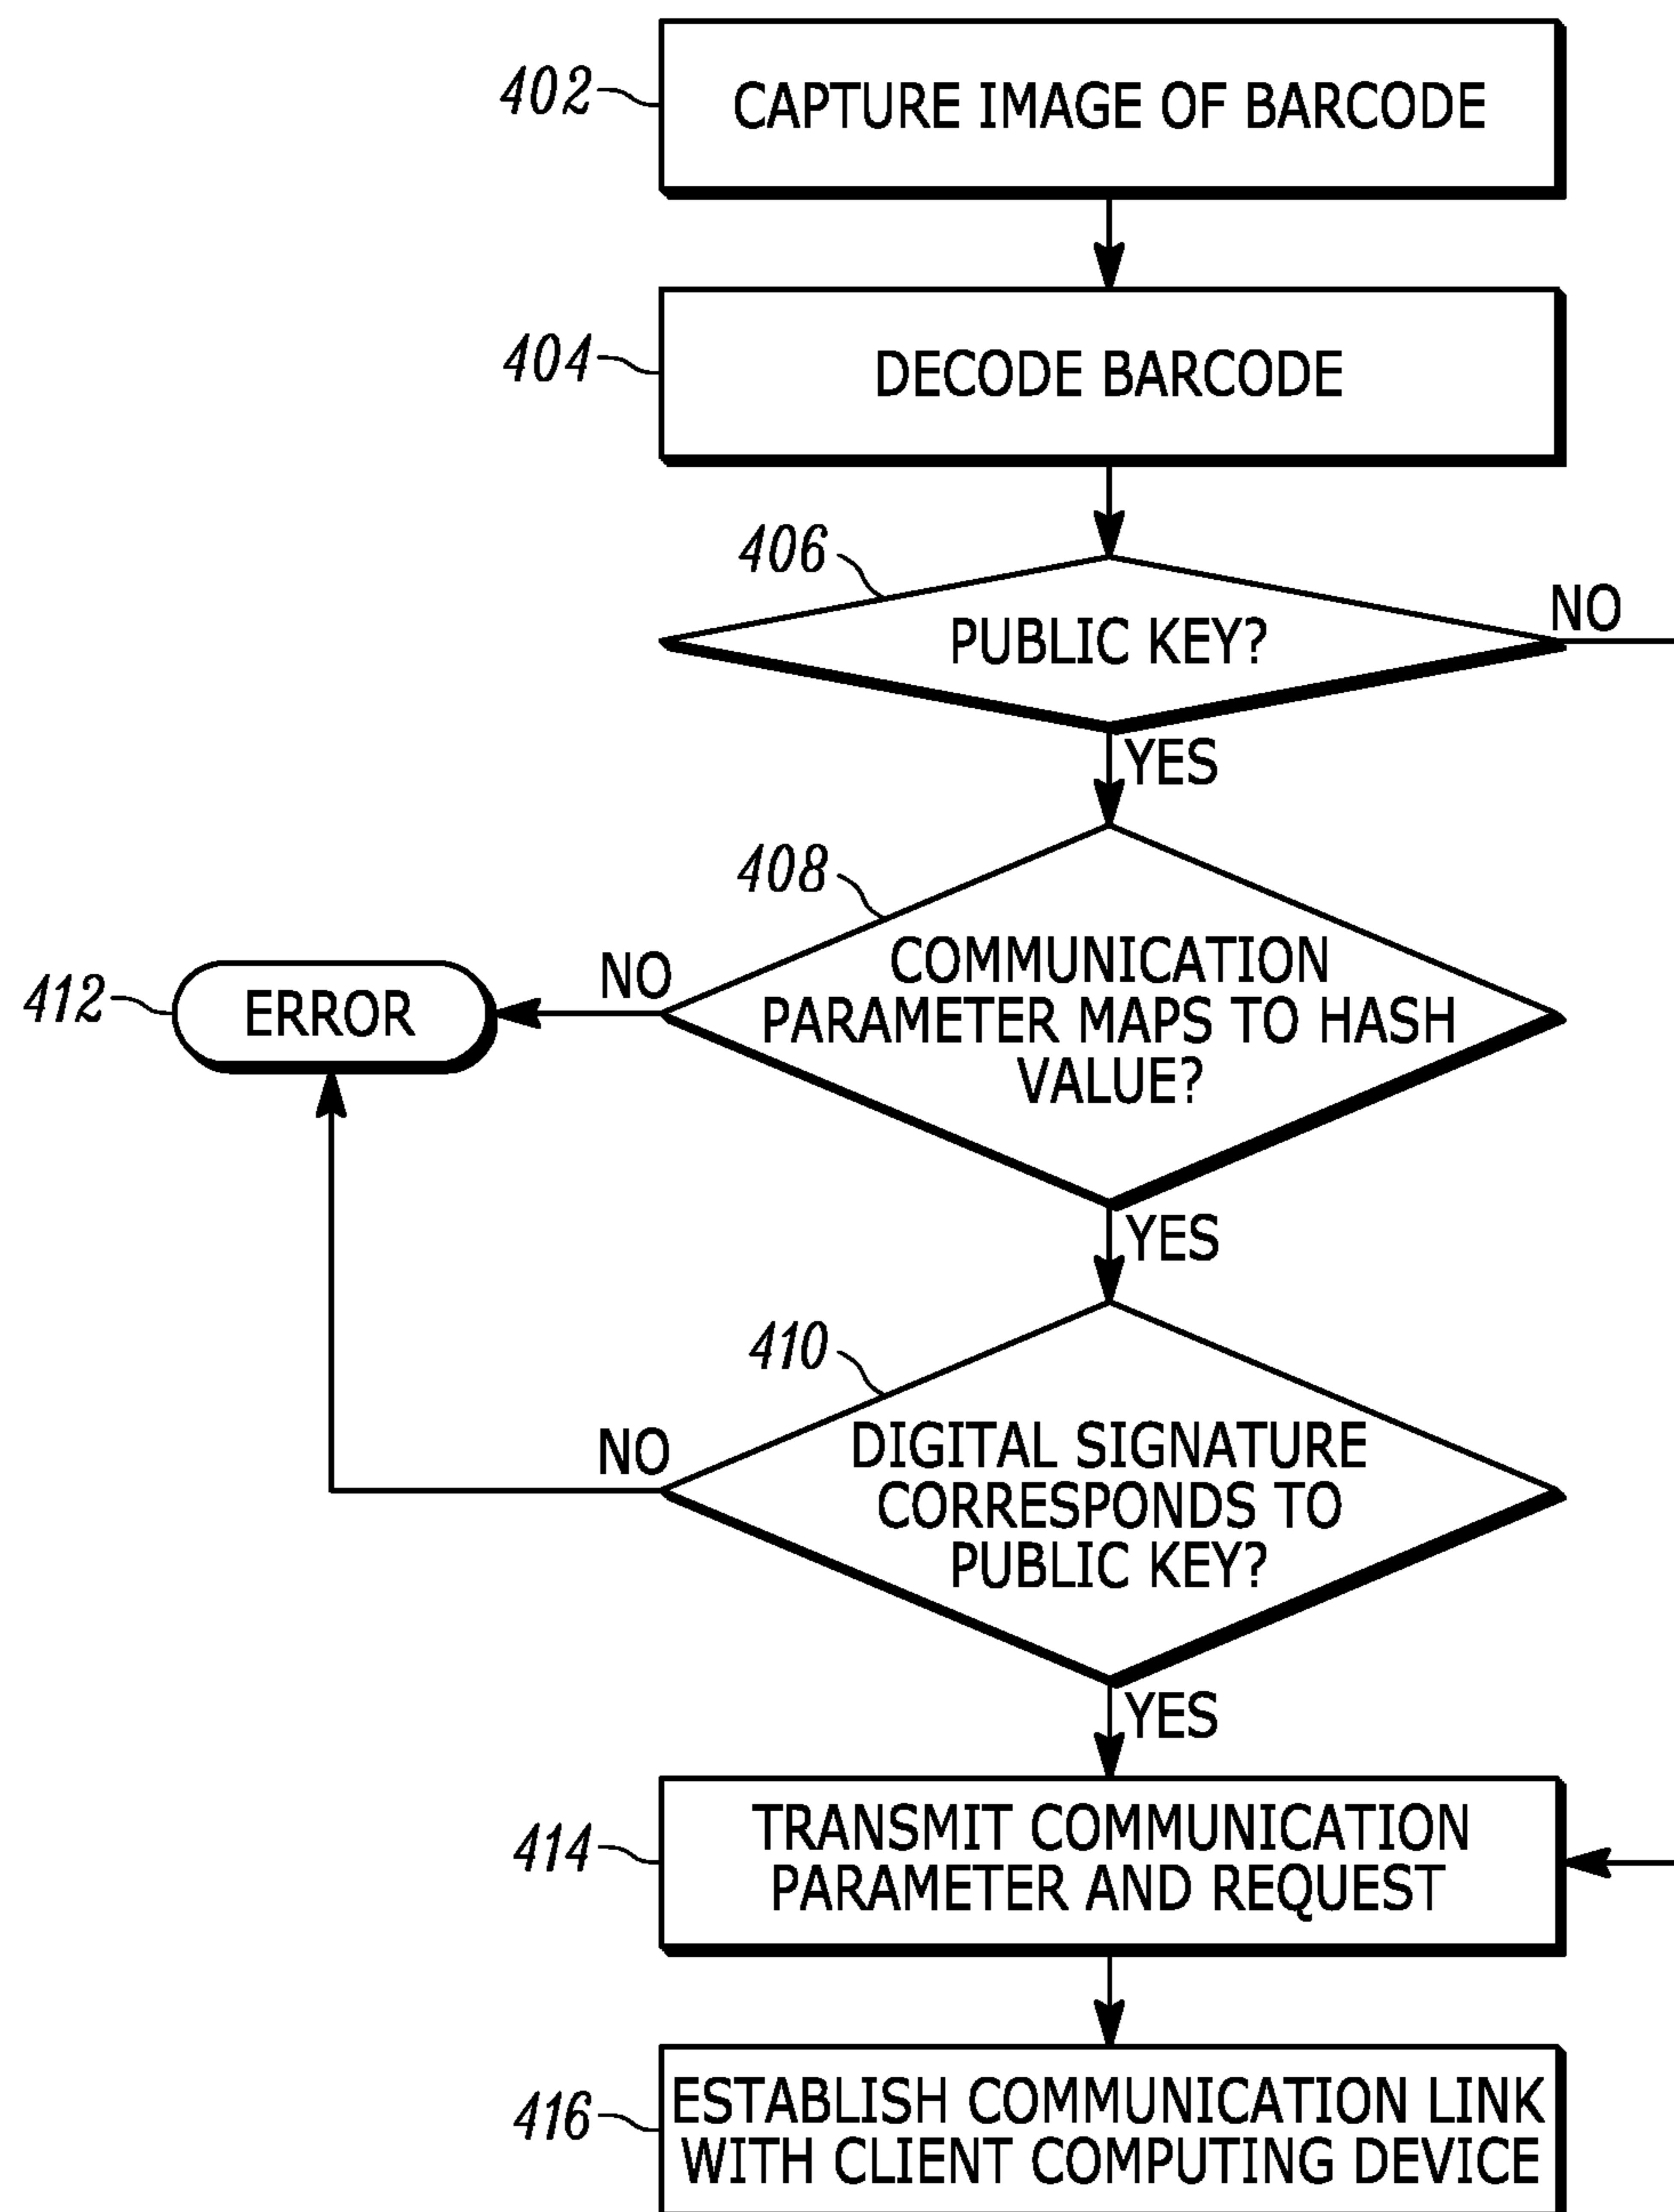 402
CAPTURE IMAGE OF BARCODE
404
DECODE BARCODE
406
PUBLIC KEY?
NO
YES
408
COMMUNICATION
PARAMETER MAPS TO HASH
VALUE?
NO
412
ERROR
YES
410
DIGITAL SIGNATURE
CORRESPONDS TO
PUBLIC KEY?
NO
YES
414
TRANSMIT COMMUNICATION
PARAMETER AND REQUEST
416
ESTABLISH COMMUNICATION LINK
WITH CLIENT COMPUTING DEVICE